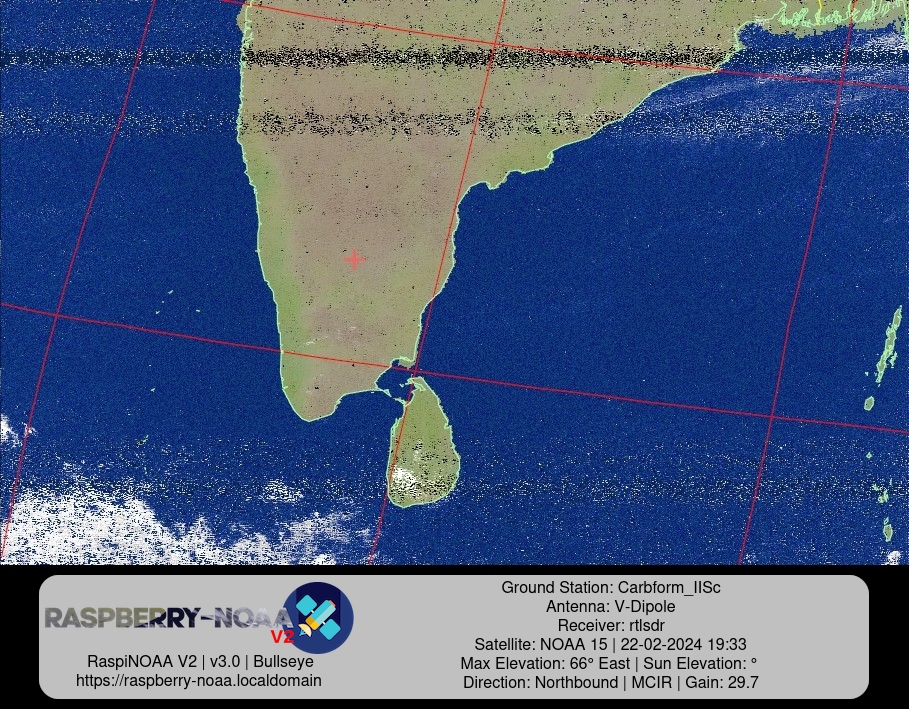 RASPBERRY-NOAA
V2
RaspiNOAA V2 | v3.0 | Bullseye
https://raspberry-noaa.localdomain
Ground Station: Carbform_IISc
Antenna: V-Dipole
Receiver: rtlsdr
Satellite: NOAA 15 | 22-02-2024 19:33
Max Elevation: 66° East | Sun Elevation: °
Direction: Northbound | MCIR | Gain: 29.7